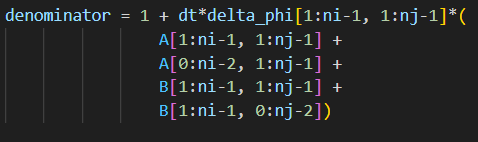 denominator = 1 + dt*delta_phi[1:ni-1, 1:nj-1]*(
A[1:ni-1, 1:nj-1] +
A[0:ni-2, 1:nj-1] +
B[1:ni-1, 1:nj-1] +
B[1:ni-1, 0:nj-2])